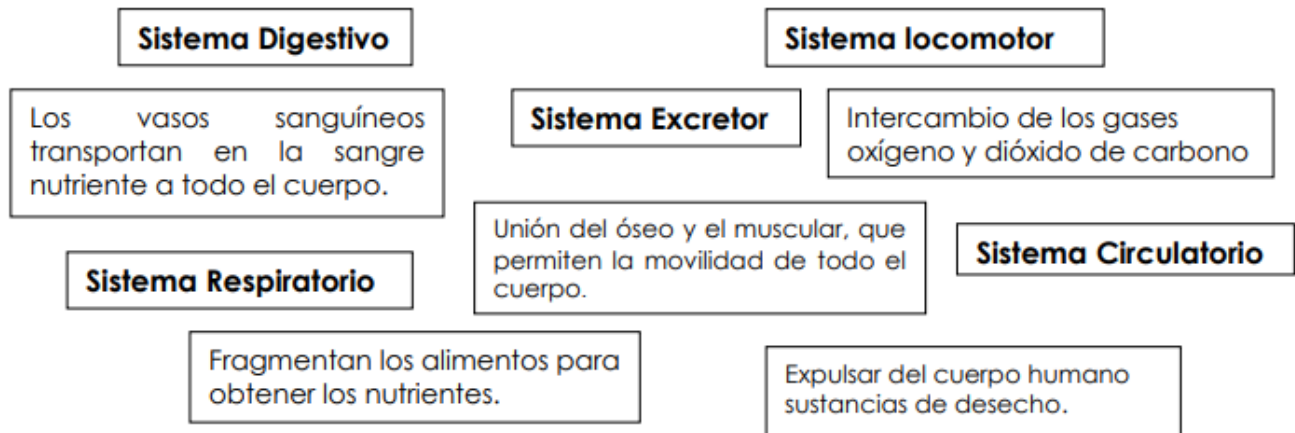 Sistema Digestivo
Sistema locomotor
Los vasos sanguíneos
transportan en la sangre
nutriente a todo el cuerpo.
Sistema Excretor
Intercambio de los gases
oxígeno y dióxido de carbono
Unión del óseo y el muscular, que
permiten la movilidad de todo el
cuerpo.
Sistema Circulatorio
Sistema Respiratorio
Fragmentan los alimentos para
obtener los nutrientes.
Expulsar del cuerpo humano
sustancias de desecho.